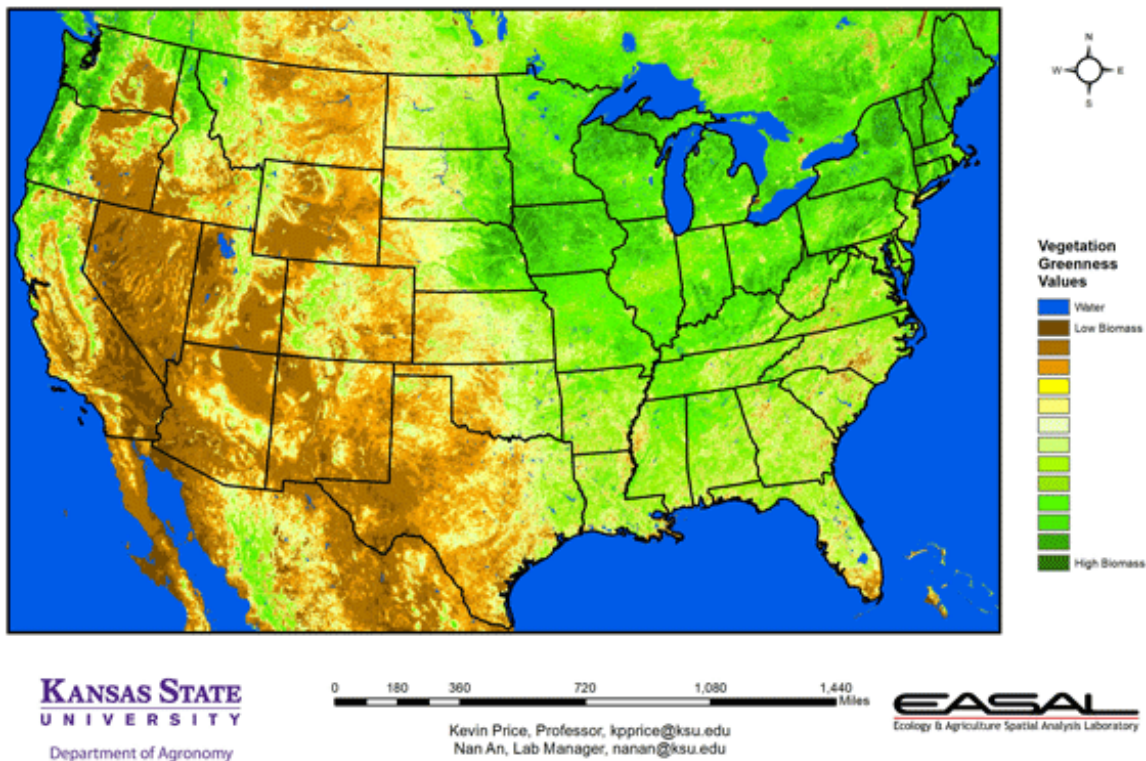 N
W E
S
Vegetation
Greenness
Values
Water
Low Biomass
High Biomass
KANSAS STATE
UNIVERSITY
Department of Agronomy
0 180 360 720 1,080 1,440
Miles
Kevin Price, Professor, kpprice@ksu.edu
Nan An, Lab Manager, nanan@ksu.edu
EASAL
Ecology & Agriculture Spatial Analysis Laboratory